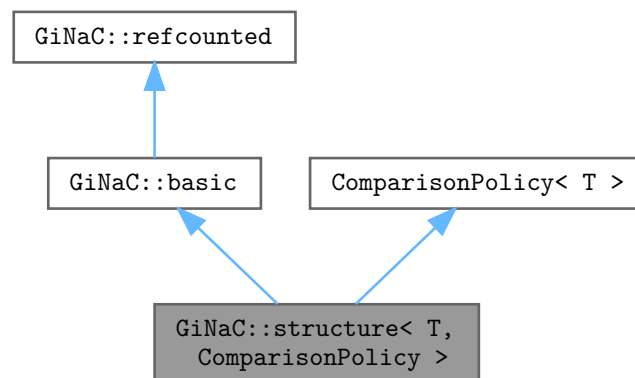 GiNaC::refcounted
GiNaC::basic
ComparisonPolicy< T >
GiNaC::structure< T,
ComparisonPolicy >